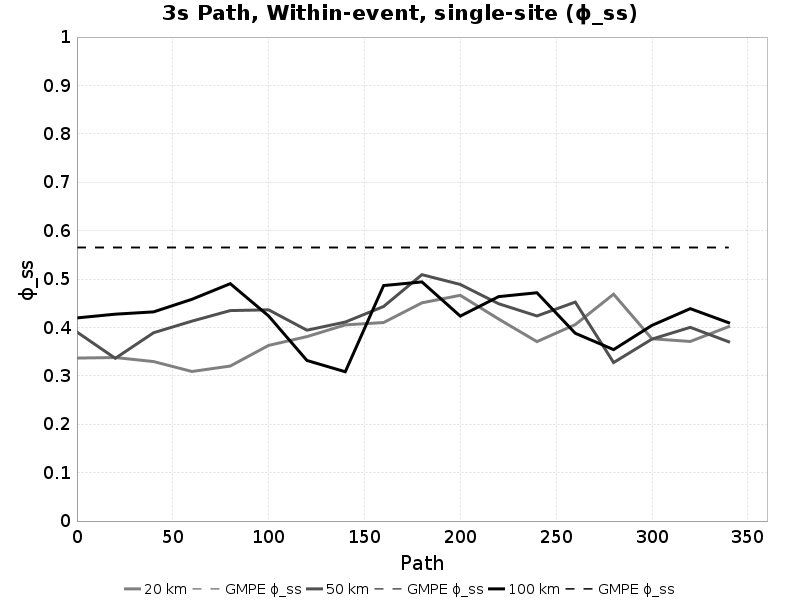 3s Path, Within-event, single-site (ϕ_ss)
1
0.9
0.8
0.7
0.6
0.5
0.4
0.3
0.2
0.1
0
ϕ_ss
0 50 100 150 200 250 300 350
Path
20 km GMPE ϕ_ss 50 km GMPE ϕ_ss 100 km GMPE ϕ_ss